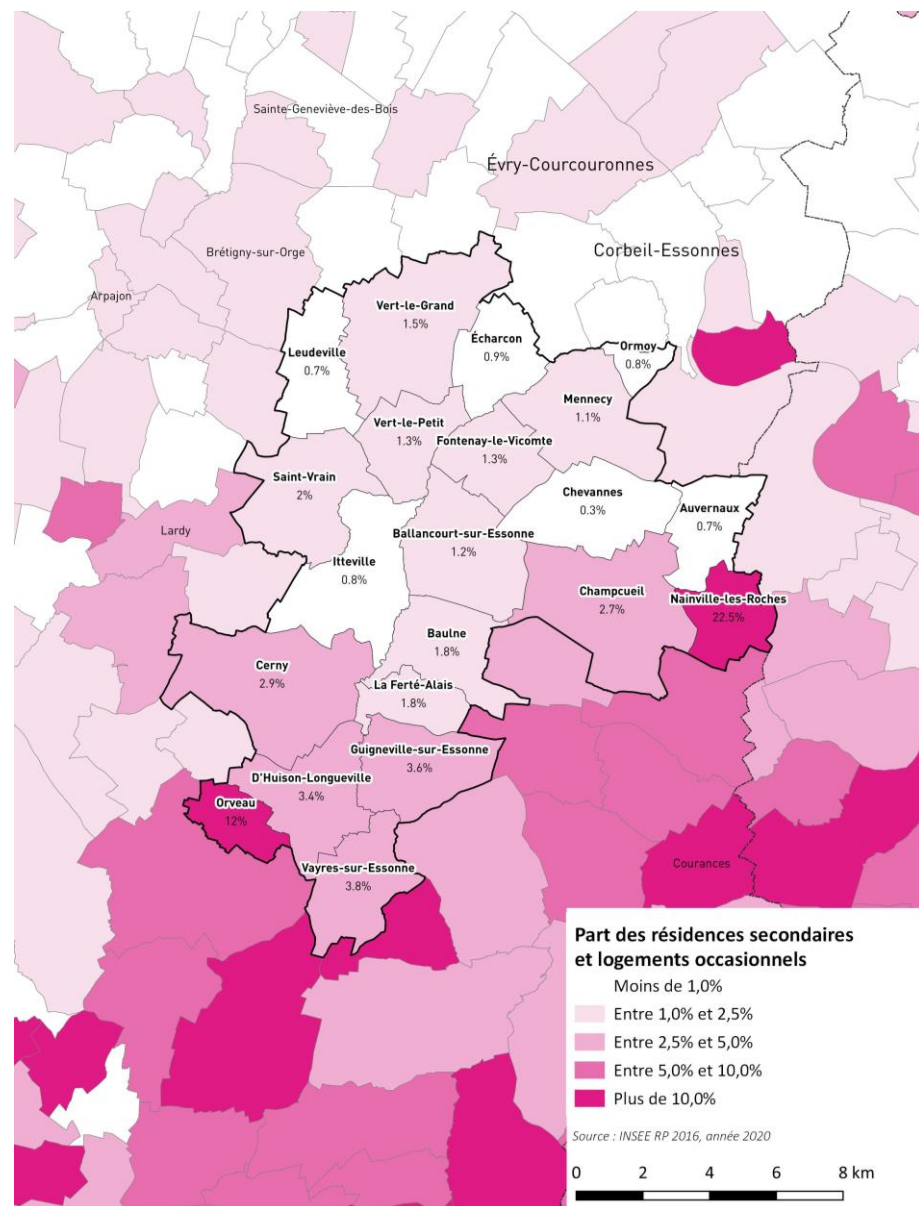 Sainte-Geneviève-des-Bois
Évry-Courcouronnes
Brétigny-sur-Orge
Corbeil-Essonnes
Arpajon
Vert-le-Grand
1.5%
Leudeville
0.7%
Écharcon
0.9%
Ormoy
0.8%
Mennecy
1.1%
Vert-le-Petit
1.3%
Fontenay-le-Vicomte
1.3%
Saint-Vrain
2%
Chevannes
0.3%
Auvernaux
0.7%
Lardy
Ballancourt-sur-Essonne
1.2%
Itteville
0.8%
Champcueil
2.7%
Nainville-les-Roches
22.5%
Baulne
1.8%
Cerny
2.9%
La Ferté-Alais
1.8%
Guigneville-sur-Essonne
3.6%
D'Huison-Longueville
3.4%
Orveau
12%
Vayres-sur-Essonne
3.8%
Courances
Part des résidences secondaires
et logements occasionnels
Moins de 1,0%
Entre 1,0% et 2,5%
Entre 2,5% et 5,0%
Entre 5,0% et 10,0%
Plus de 10,0%
Source : INSEE RP 2016, année 2020
0 2 4 6 8 km